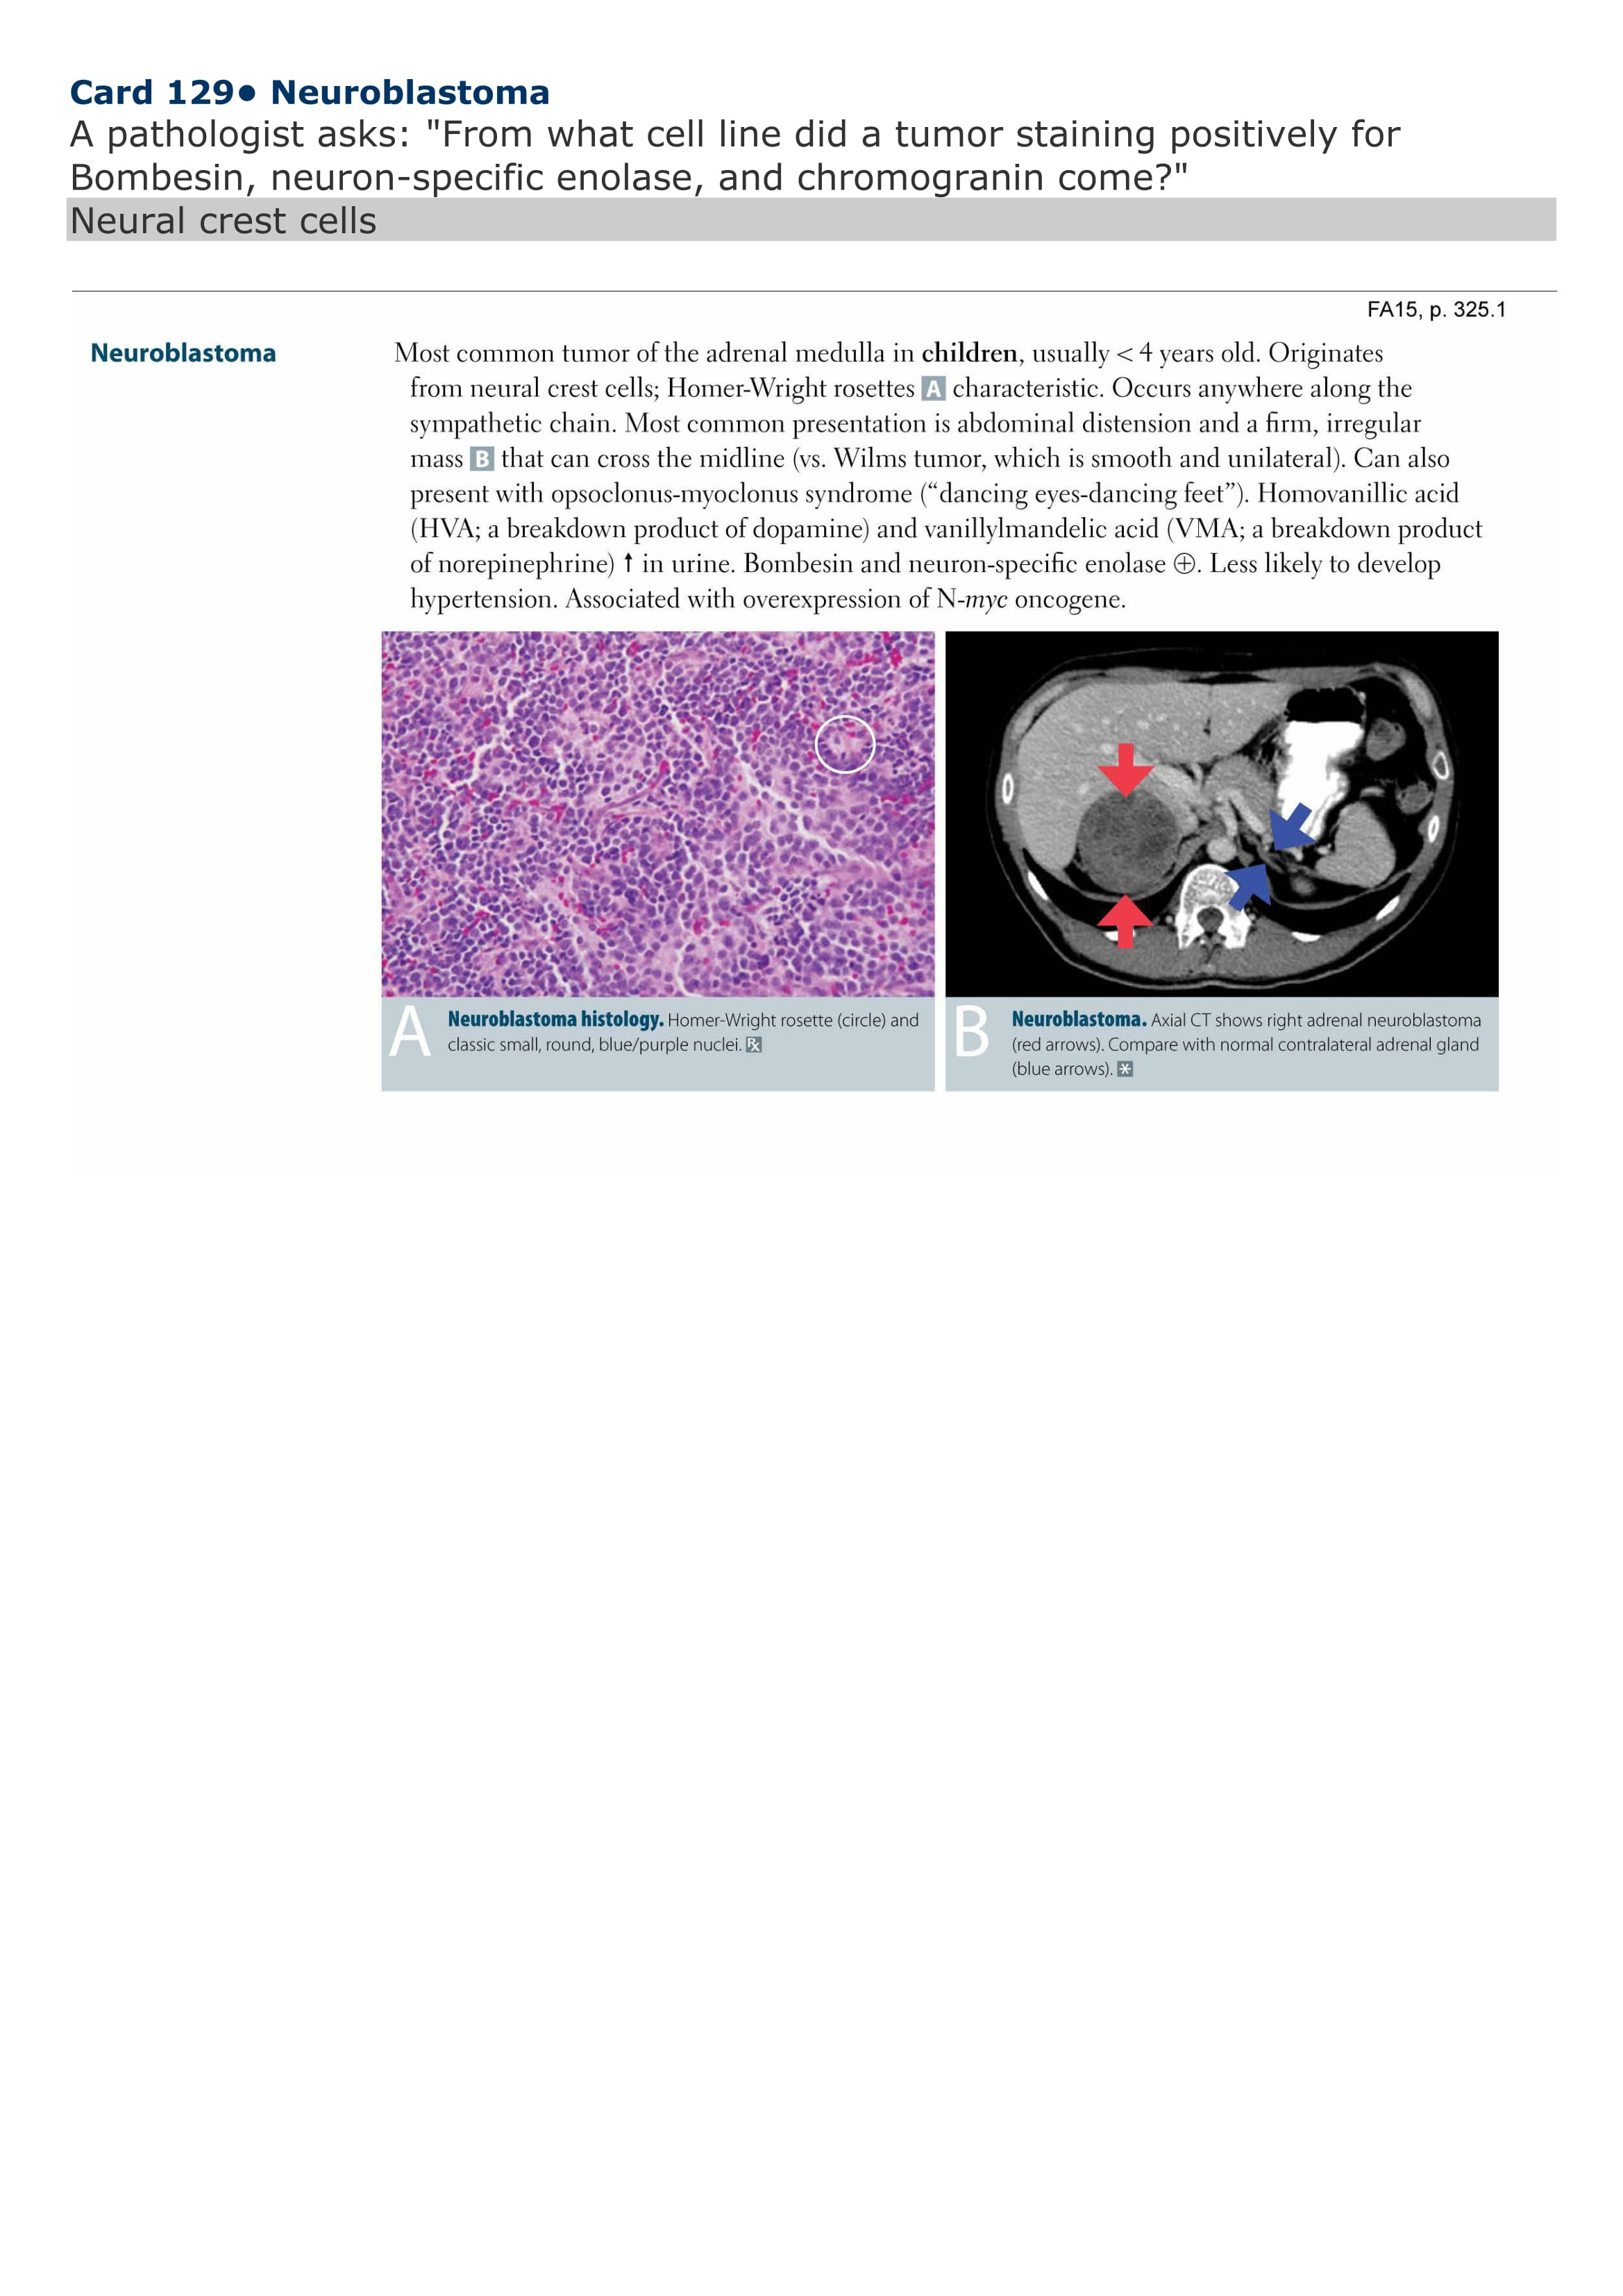 Card 129• Neuroblastoma
A pathologist asks: "From what cell line did a tumor staining positively for
Bombesin, neuron-specific enolase, and chromogranin come?"
Neural crest cells
FA15, p. 325.1
Neuroblastoma
Most common tumor of the adrenal medulla in children, usually < 4 years old. Originates
from neural crest cells; Homer-Wright rosettes A characteristic. Occurs anywhere along the
sympathetic chain. Most common presentation is abdominal distension and a firm, irregular
mass B that can cross the midline (vs. Wilms tumor, which is smooth and unilateral). Can also
present with opsoclonus-myoclonus syndrome (“dancing eyes-dancing feet”). Homovanillic acid
(HVA; a breakdown product of dopamine) and vanillylmandelic acid (VMA; a breakdown product
of norepinephrine) ↑ in urine. Bombesin and neuron-specific enolase ⊕. Less likely to develop
hypertension. Associated with overexpression of N-myc oncogene.
A
Neuroblastoma histology. Homer-Wright rosette (circle) and
classic small, round, blue/purple nuclei. ℞
B
Neuroblastoma. Axial CT shows right adrenal neuroblastoma
(red arrows). Compare with normal contralateral adrenal gland
(blue arrows). *